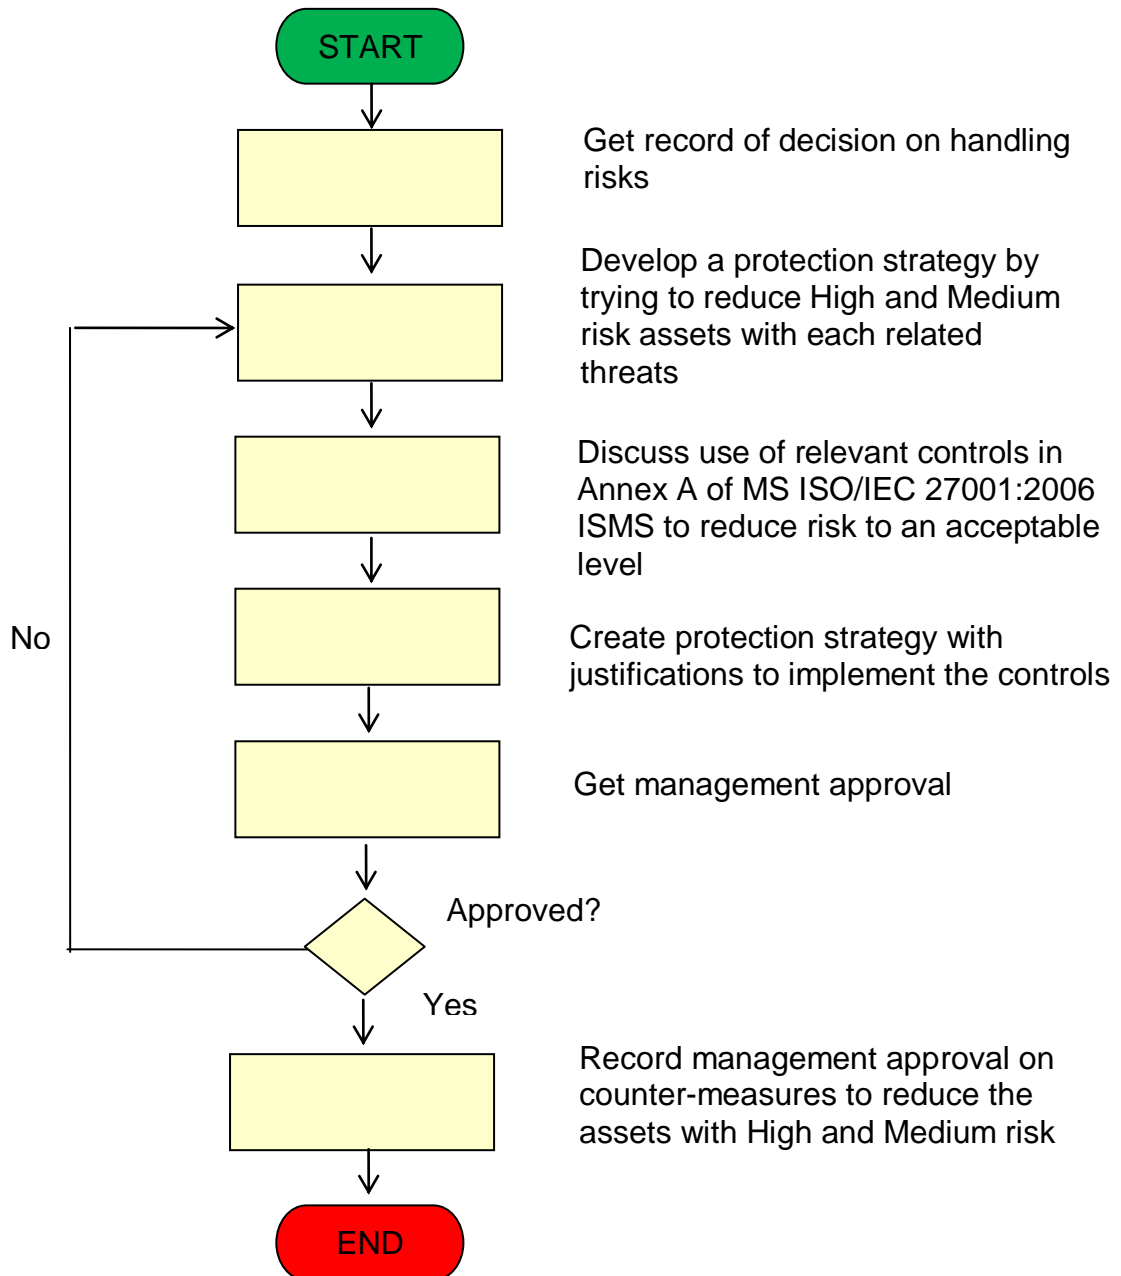 START
Get record of decision on handling
risks
Develop a protection strategy by
trying to reduce High and Medium
risk assets with each related
threats
Discuss use of relevant controls in
Annex A of MS ISO/IEC 27001:2006
ISMS to reduce risk to an acceptable
level
No
Create protection strategy with
justifications to implement the controls
Get management approval
Approved?
Yes
Record management approval on
counter-measures to reduce the
assets with High and Medium risk
END